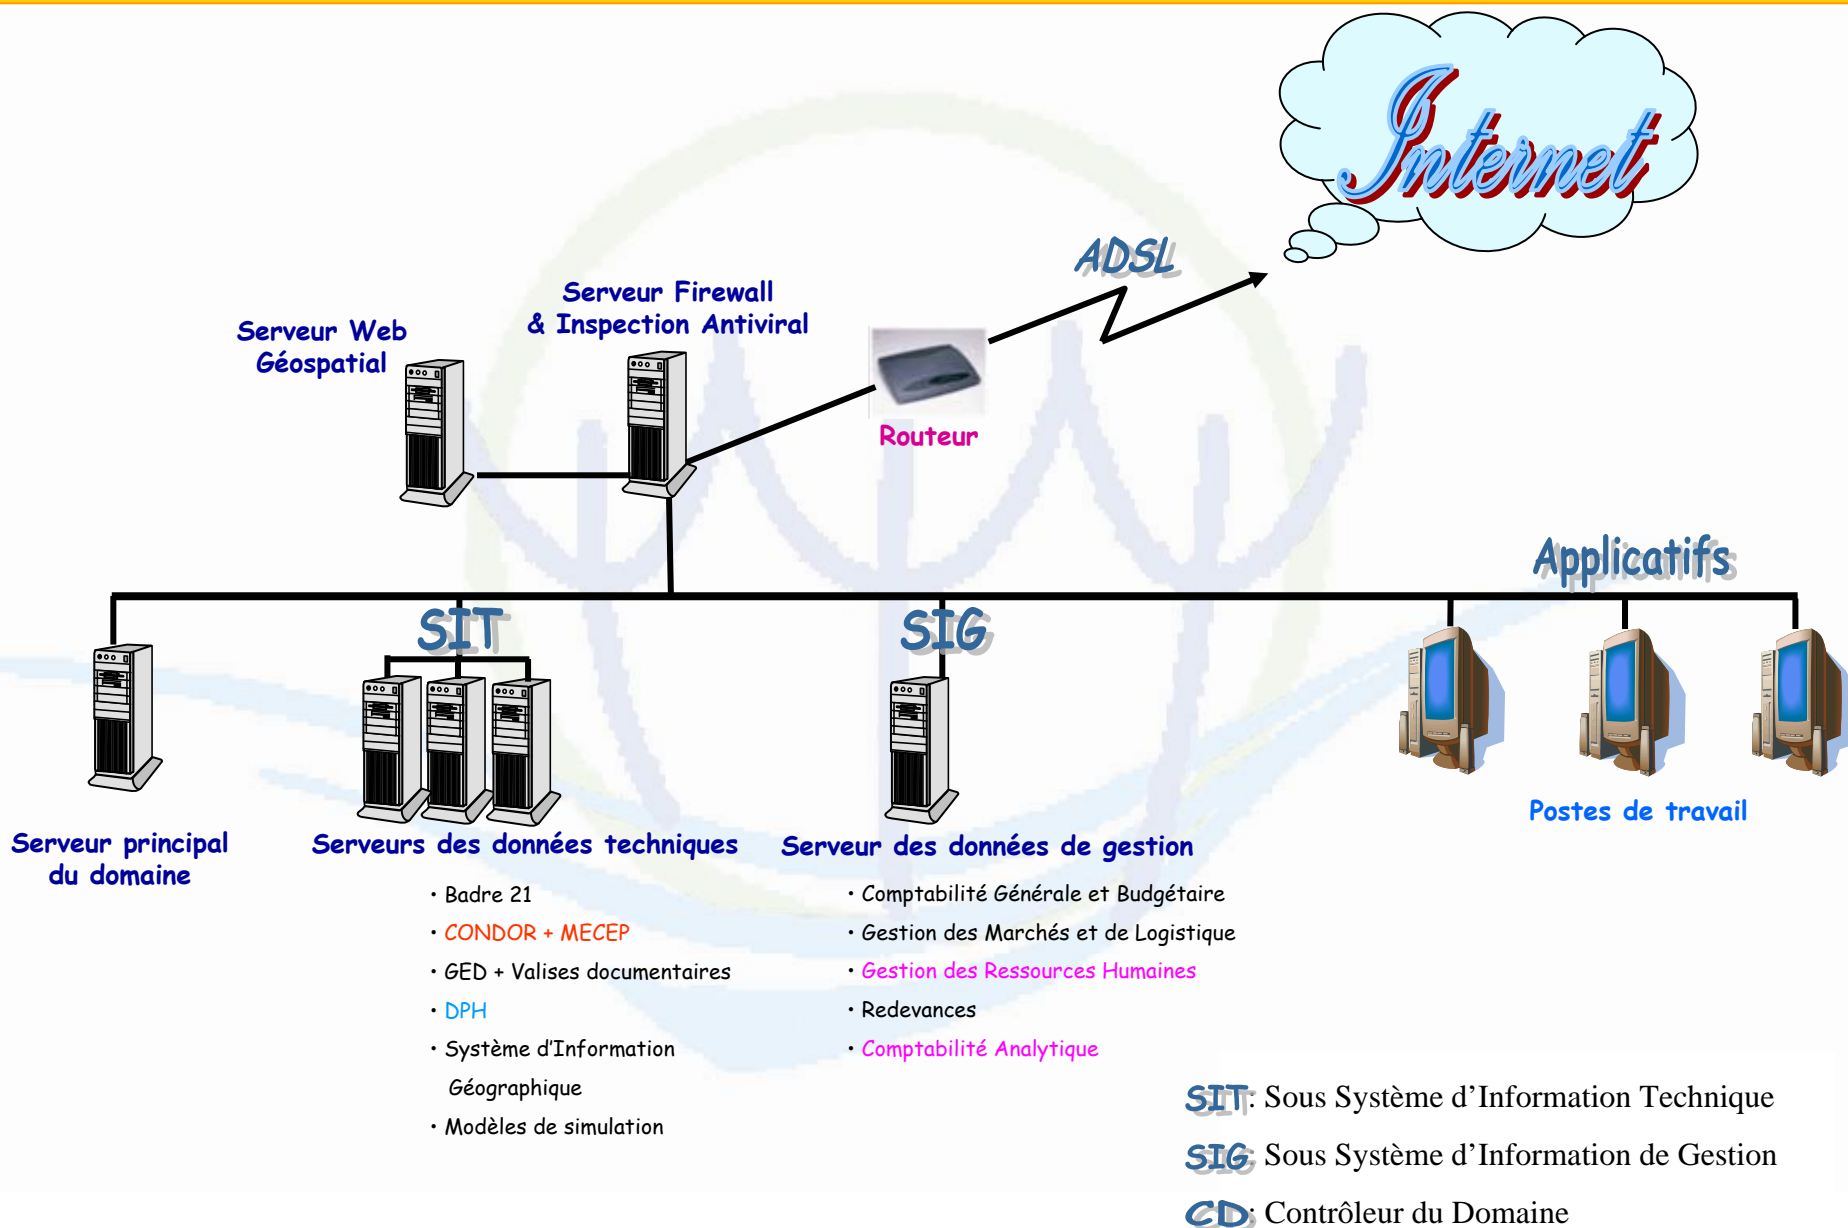 Internet
ADSL
Serveur Firewall
& Inspection Antiviral
Serveur Web
Géospatial
Routeur
Applicatifs
SIT
SIG
Postes de travail
Serveur principal
du domaine
Serveurs des données techniques
• Badre 21
• CONDOR + MECEP
• GED + Valises documentaires
• DPH
• Système d’Information
Géographique
• Modèles de simulation
Serveur des données de gestion
• Comptabilité Générale et Budgétaire
• Gestion des Marchés et de Logistique
• Gestion des Ressources Humaines
• Redevances
• Comptabilité Analytique
SIT: Sous Système d’Information Technique
SIG: Sous Système d’Information de Gestion
CD: Contrôleur du Domaine